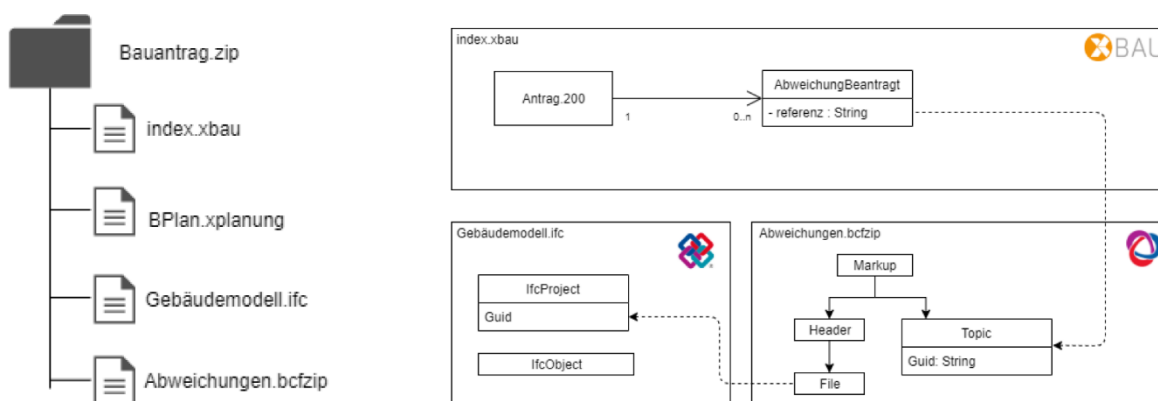 Bauantrag.zip
index.xbau
BPlan.xplanung
Gebäudemodell.ifc
Abweichungen.bcfzip
index.xbau
XBAU
Antrag.200
1
0..n
AbweichungBeantragt
- referenz : String
Gebäudemodell.ifc
IfcProject
Guid
IfcObject
Abweichungen.bcfzip
Markup
Header
File
Topic
Guid: String